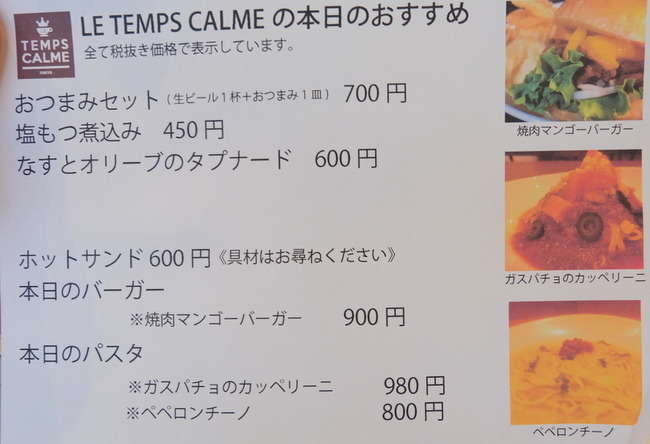 TEMPS
CALME
TOKYO
LE TEMPS CALME の本日のおすすめ
全て税抜き価格で表示しています。
おつまみセット（生ビール１杯＋おつまみ１皿） 700 円
塩もつ煮込み 450 円
なすとオリーブのタプナード 600 円
焼肉マンゴーバーガー
ホットサンド 600 円《具材はお尋ねください》
本日のバーガー
※焼肉マンゴーバーガー 900 円
ガスパチョのカッペリーニ
本日のパスタ
※ガスパチョのカッペリーニ 980 円
※ペペロンチーノ 800 円
ペペロンチーノ